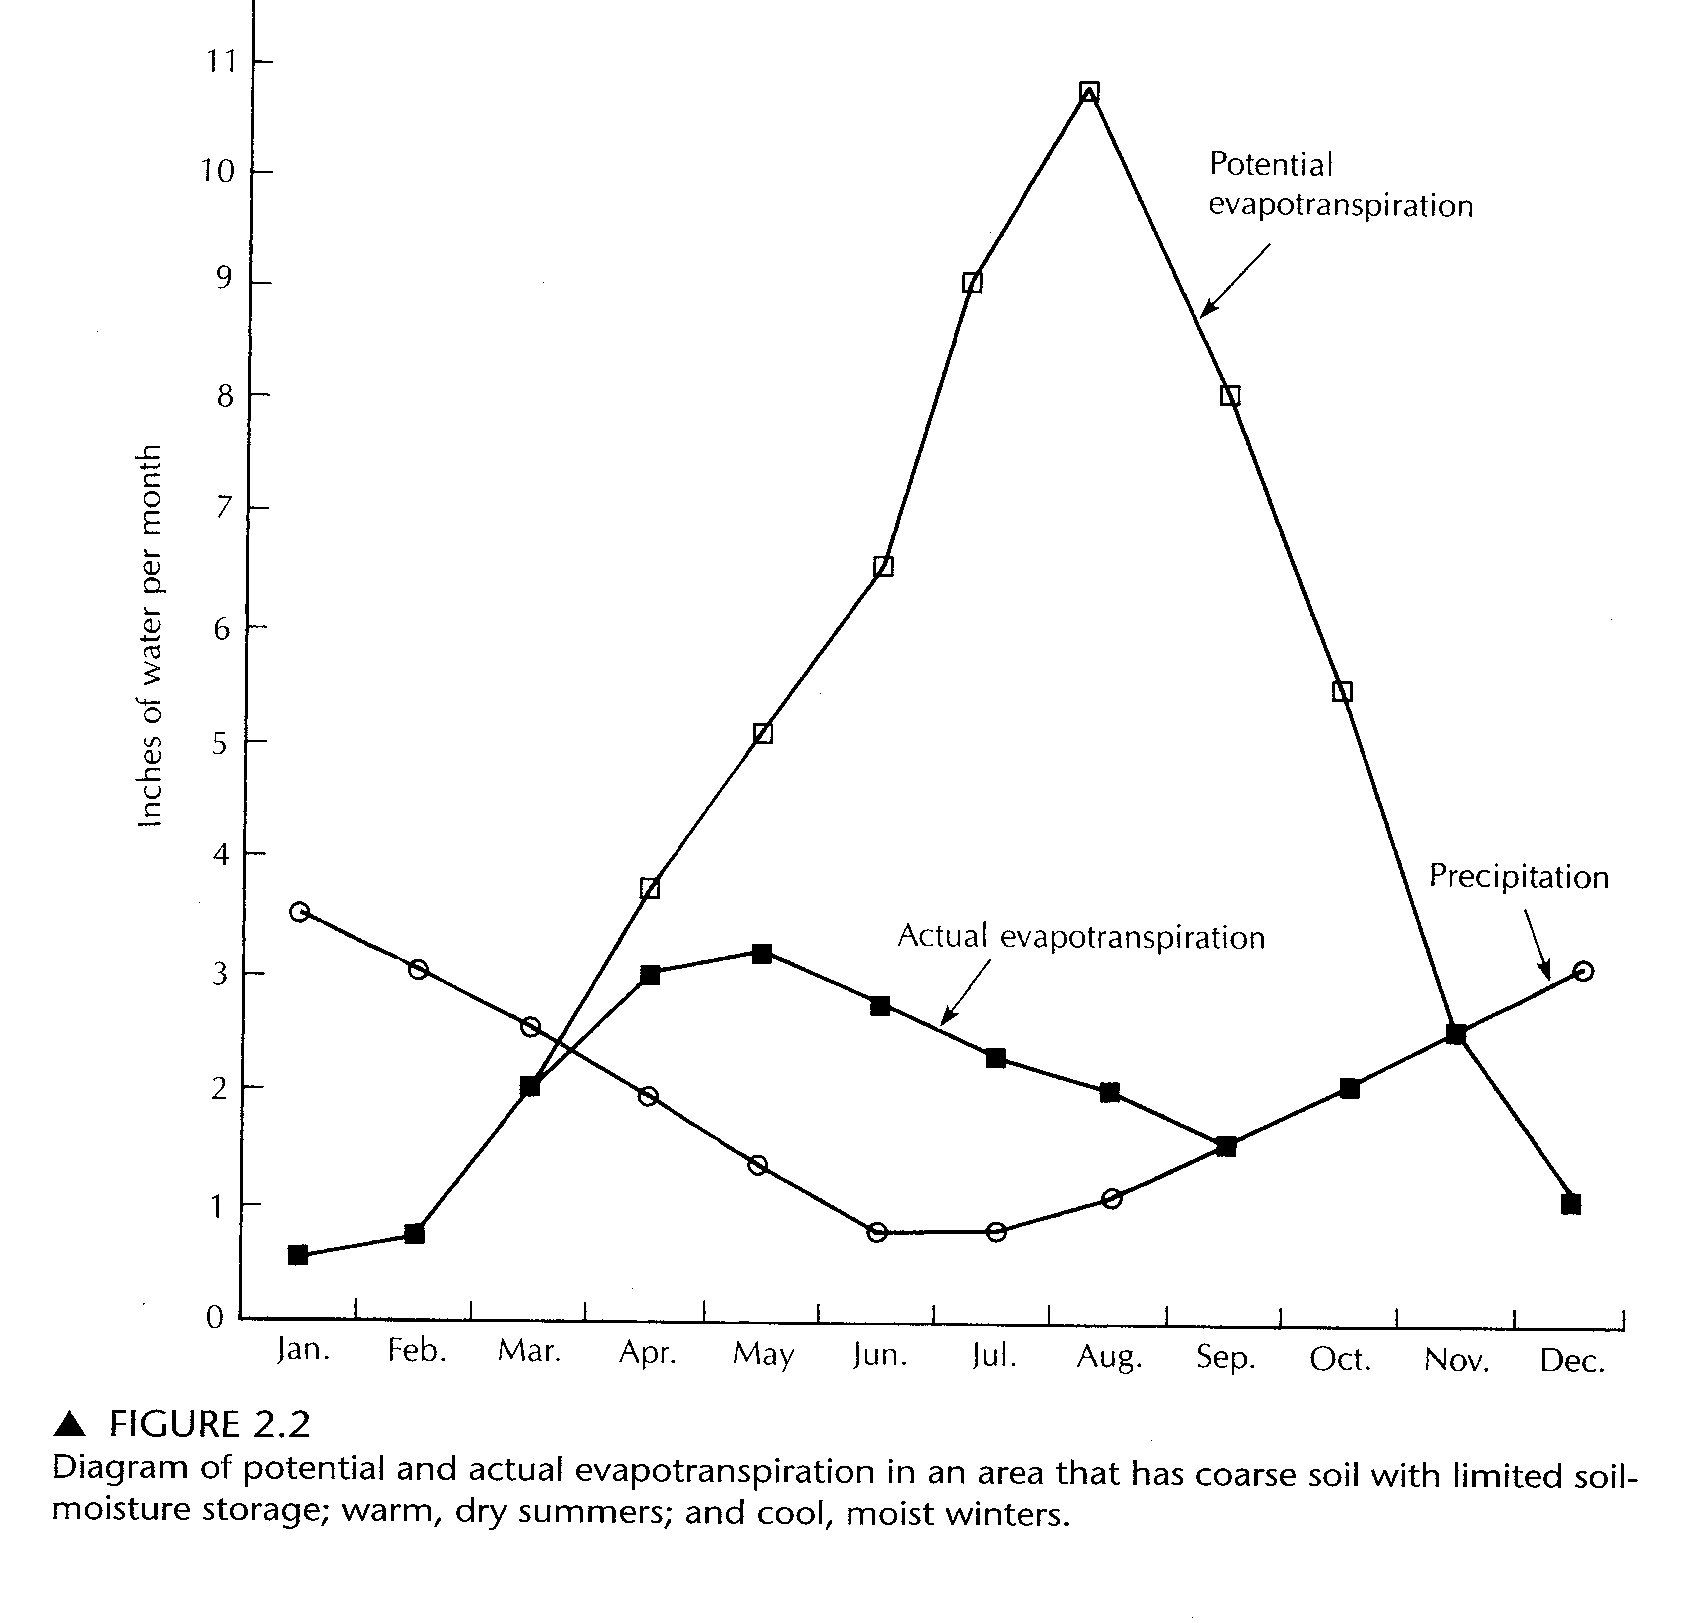 11
10
9
8
7
6
5
4
3
2
1
0
Inches of water per month
Potential
evapotranspiration
Precipitation
Actual evapotranspiration
Jan. Feb. Mar. Apr. May Jun. Jul. Aug. Sep. Oct. Nov. Dec.
▲ FIGURE 2.2
Diagram of potential and actual evapotranspiration in an area that has coarse soil with limited soil-
moisture storage; warm, dry summers; and cool, moist winters.